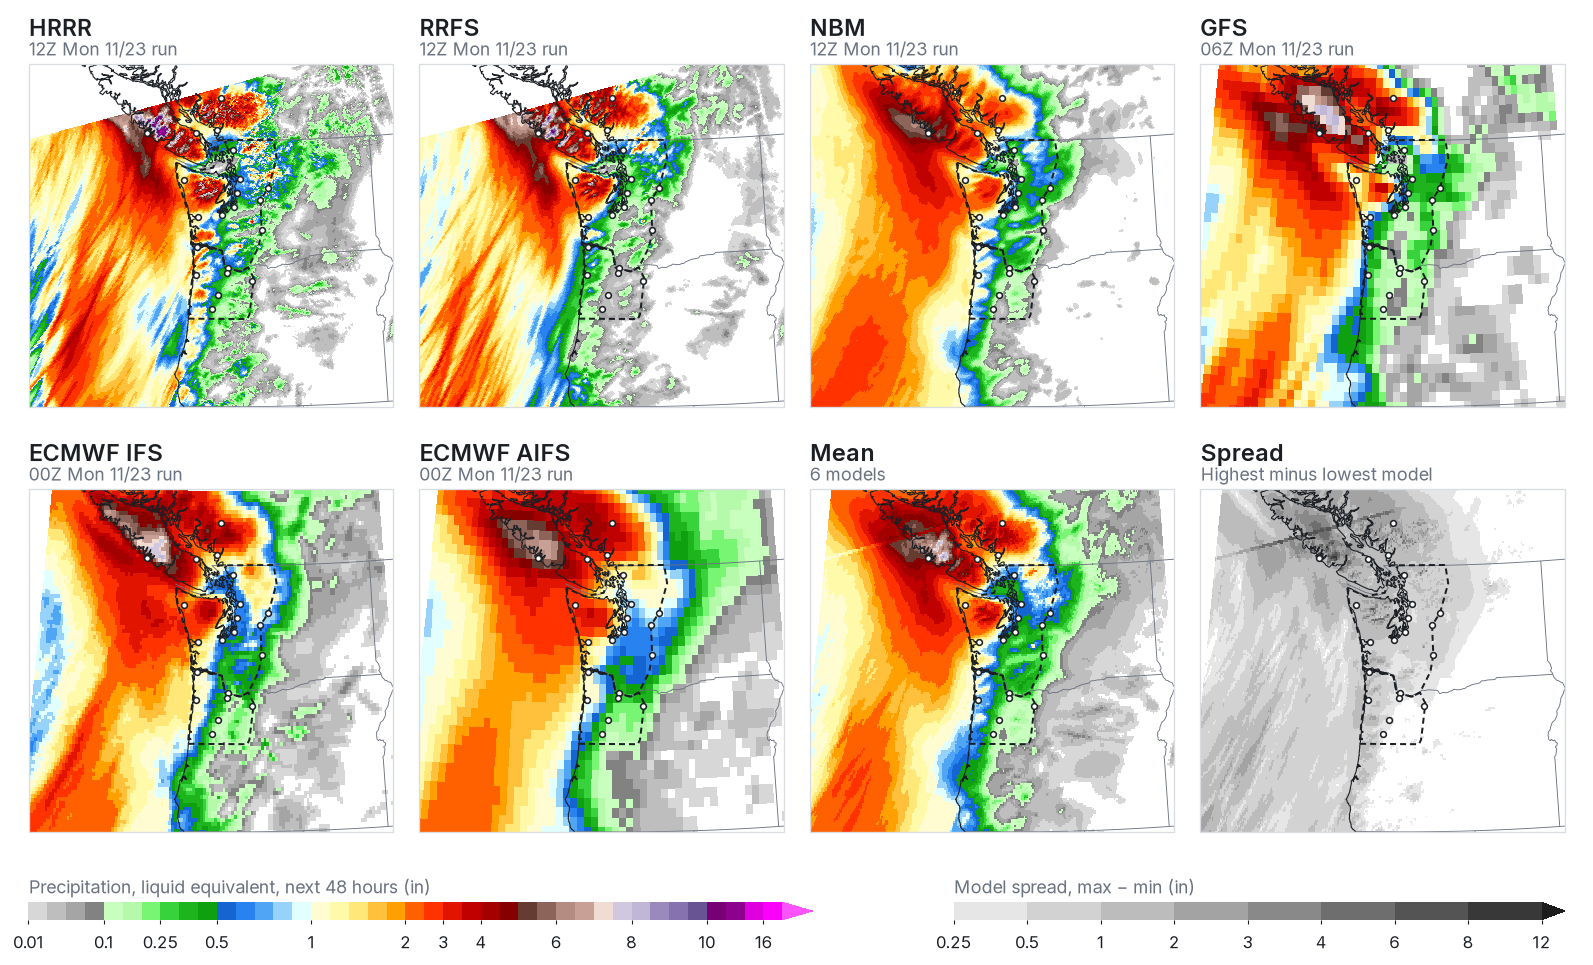 HRRR
12Z Mon 11/23 run
RRFS
12Z Mon 11/23 run
NBM
12Z Mon 11/23 run
GFS
06Z Mon 11/23 run
ECMWF IFS
00Z Mon 11/23 run
ECMWF AIFS
00Z Mon 11/23 run
Mean
6 models
Spread
Highest minus lowest model
Precipitation, liquid equivalent, next 48 hours (in)
0.01 0.1 0.25 0.5 1 2 3 4 6 8 10 16
Model spread, max − min (in)
0.25 0.5 1 2 3 4 6 8 12